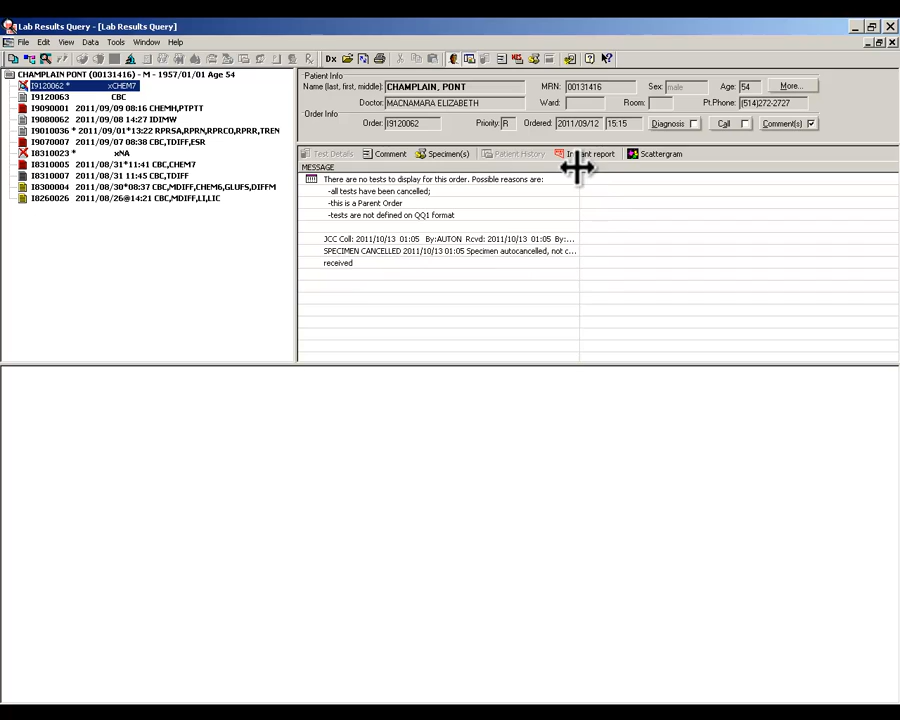 Lab Results Query - [Lab Results Query]
File Edit View Data Tools Window Help
Dx
CHAMPLAIN PONT (00131416) - M - 1957/01/01 Age 54
I9120062 * xCHEM7
I9120063 CBC
I9090001 2011/09/09 08:16 CHEMH,PTPTT
I9080062 2011/09/08 14:27 IDIMW
I9010036 * 2011/09/01*13:22 RPRSA,RPRN,RPRCO,RPRR,TREN
I9070007 2011/09/07 08:38 CBC,TDIFF,ESR
I8310023 * xNA
I8310005 2011/08/31*11:41 CBC,CHEM7
I8310007 2011/08/31 11:45 CBC,TDIFF
I8300004 2011/08/30*08:37 CBC,MDIFF,CHEM6,GLUFS,DIFFM
I8260026 2011/08/26@14:21 CBC,MDIFF,LI,LIC
Patient Info
Name (last, first, middle): CHAMPLAIN, PONT MRN: 00131416 Sex: male Age: 54 More...
Doctor: MACNAMARA ELIZABETH Ward: Room: Pt.Phone: (514)272-2727
Order Info
Order: I9120062 Priority: R Ordered: 2011/09/12 15:15 Diagnosis Call Comment(s)
Test Details Comment Specimen(s) Patient History report Scattergram
MESSAGE
There are no tests to display for this order. Possible reasons are:
-all tests have been cancelled;
-this is a Parent Order
-tests are not defined on QQ1 format
JCC Coll: 2011/10/13 01:05 By:AUTON Rcvd: 2011/10/13 01:05 By:...
SPECIMEN CANCELLED 2011/10/13 01:05 Specimen autocancelled, not c...
received